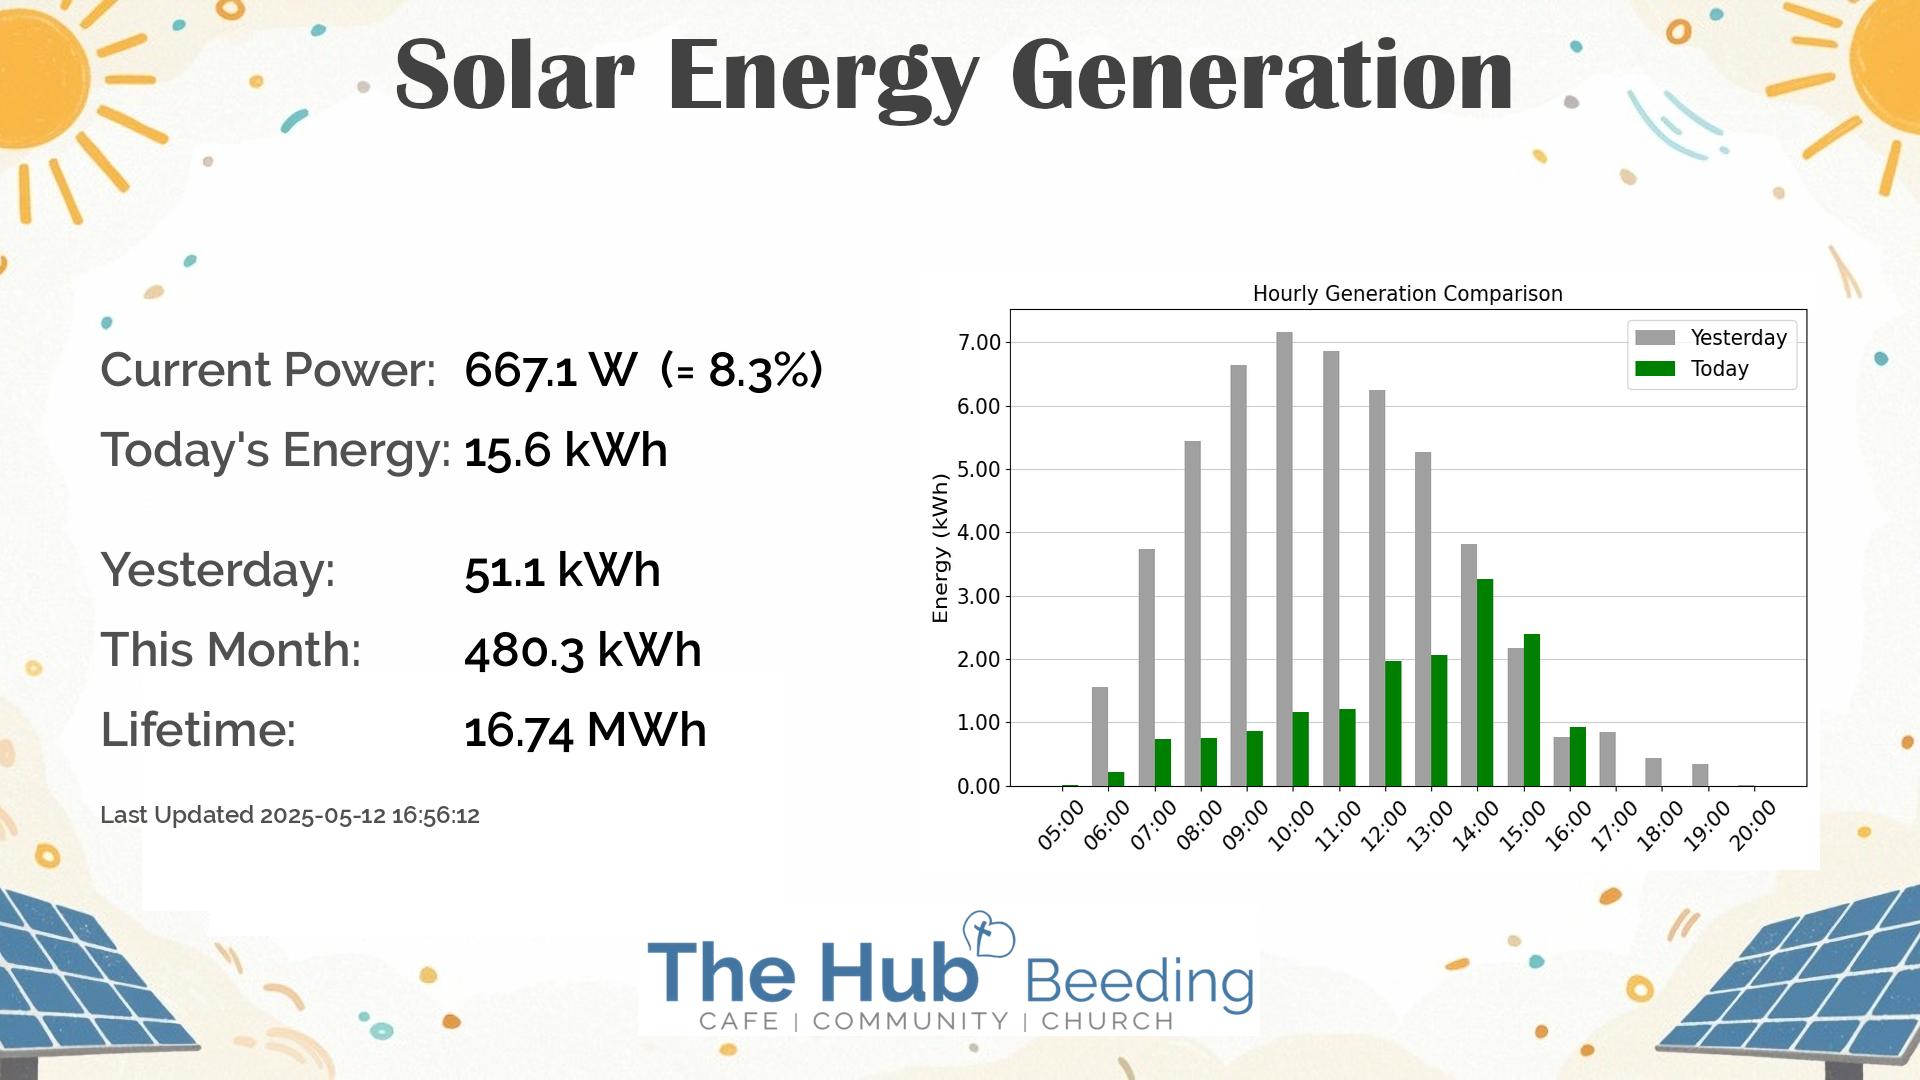 Solar Energy Generation
Current Power: 667.1 W (= 8.3%)
Today's Energy: 15.6 kWh
Yesterday: 51.1 kWh
This Month: 480.3 kWh
Lifetime: 16.74 MWh
Last Updated 2025-05-12 16:56:12
Hourly Generation Comparison
Yesterday
Today
Energy (kWh)
7.00
6.00
5.00
4.00
3.00
2.00
1.00
0.00
05:00 06:00 07:00 08:00 09:00 10:00 11:00 12:00 13:00 14:00 15:00 16:00 17:00 18:00 19:00 20:00
The Hub Beeding
CAFE | COMMUNITY | CHURCH